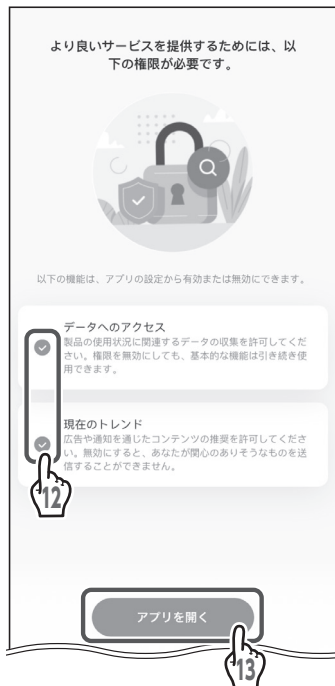 より良いサービスを提供するためには、以
下の権限が必要です。
以下の機能は、アプリの設定から有効または無効にできます。
データへのアクセス
製品の使用状況に関連するデータの収集を許可してくだ
さい。権限を無効にしても、基本的な機能は引き続き使
用できます。
現在のトレンド
広告や通知を通じたコンテンツの推奨を許可してくださ
い。無効にすると、あなたが関心のありそうなものを送
信することができません。
12
アプリを開く
13